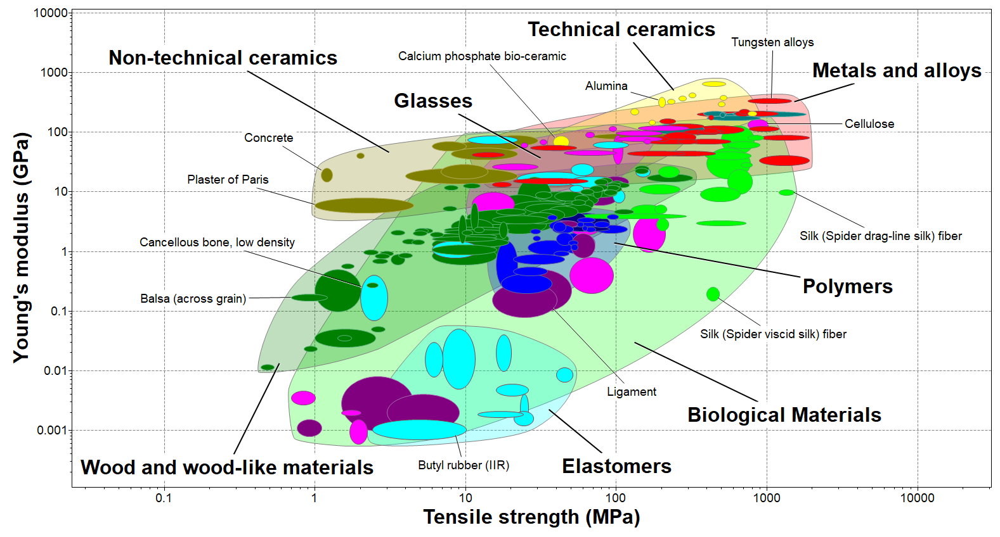 10000
1000
100
10
1
0.1
0.01
0.001
Young's modulus (GPa)
Technical ceramics
Tungsten alloys
Non-technical ceramics
Calcium phosphate bio-ceramic
Metals and alloys
Alumina
Glasses
Cellulose
Concrete
Plaster of Paris
Silk (Spider drag-line silk) fiber
Cancellous bone, low density
Polymers
Balsa (across grain)
Silk (Spider viscid silk) fiber
Ligament
Biological Materials
Wood and wood-like materials
Butyl rubber (IIR)
Elastomers
0.1
1
10
100
1000
10000
Tensile strength (MPa)